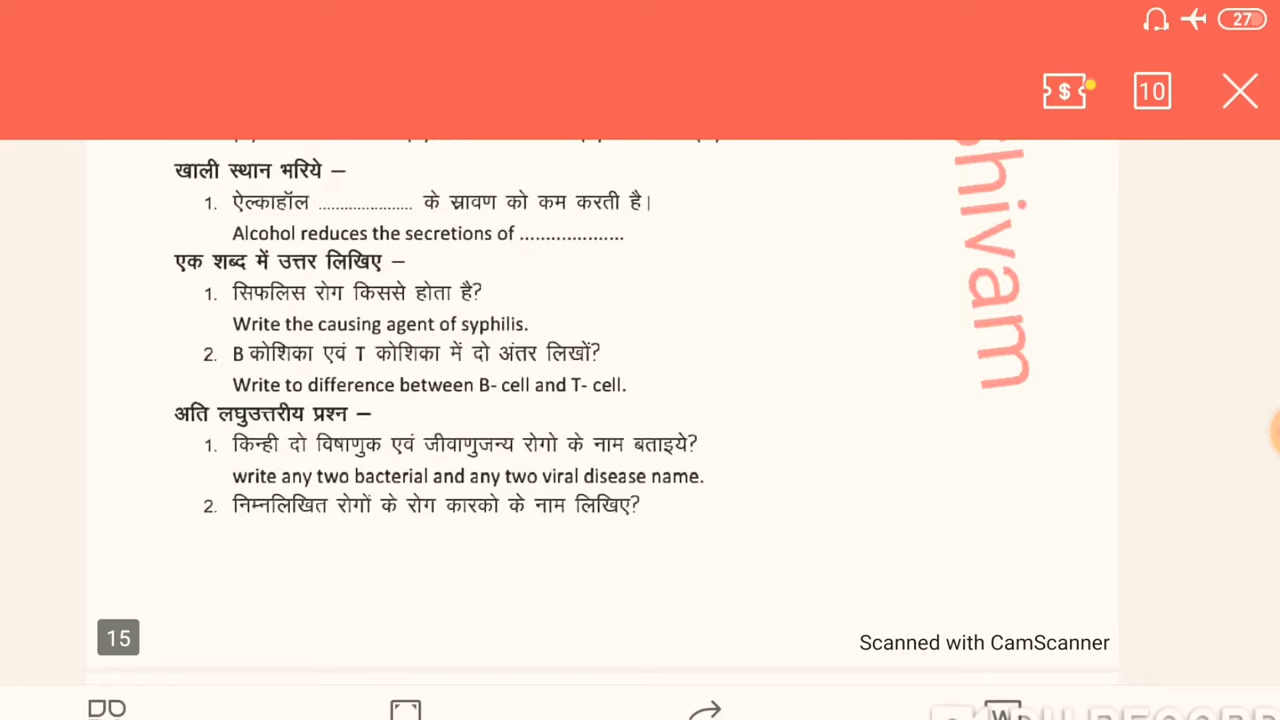 27
$ 10
खाली स्थान भरिये –
1. ऐल्काहॉल ...................... के स्रावण को कम करती है।
Alcohol reduces the secretions of ....................
एक शब्द में उत्तर लिखिए –
1. सिफलिस रोग किससे होता है?
Write the causing agent of syphilis.
2. B कोशिका एवं T कोशिका में दो अंतर लिखों?
Write to difference between B- cell and T- cell.
अति लघुउत्तरीय प्रश्न –
1. किन्ही दो विषाणुक एवं जीवाणुजन्य रोगो के नाम बताइये?
write any two bacterial and any two viral disease name.
2. निम्नलिखित रोगों के रोग कारको के नाम लिखिए?
15
Scanned with CamScanner